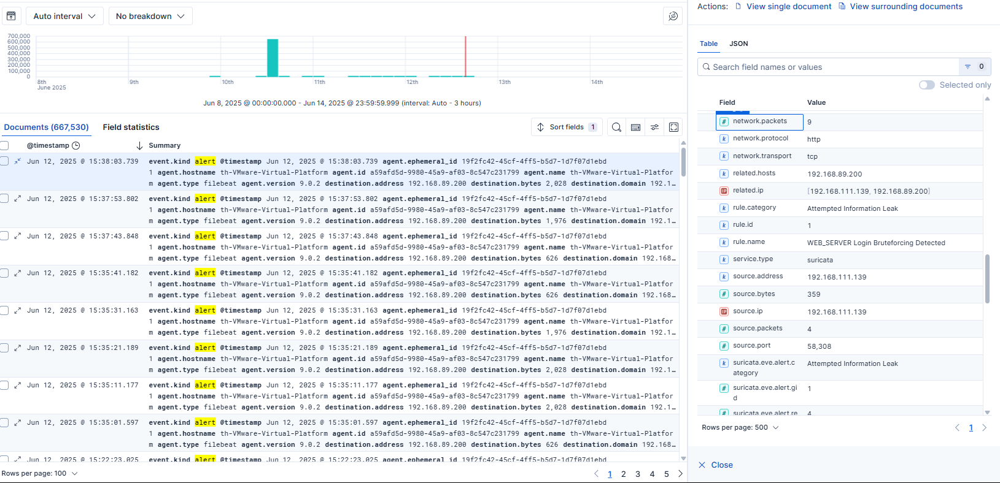 Auto interval
No breakdown
700,000
600,000
500,000
400,000
300,000
200,000
100,000
0
8th
9th
10th
11th
12th
13th
14th
June 2025
Jun 8, 2025 @ 00:00:00.000 - Jun 14, 2025 @ 23:59:59.999 (interval: Auto - 3 hours)
Documents (667,530)
Field statistics
Sort fields 1
@timestamp
Summary
Jun 12, 2025 @ 15:38:03.739
event.kind alert @timestamp Jun 12, 2025 @ 15:38:03.739 agent.ephemeral_id 19f2fc42-45cf-4ff5-b5d7-1d7f07d1ebd
1 agent.hostname th-VMware-Virtual-Platform agent.id a59afd5d-9980-45a9-af03-8c547c231799 agent.name th-VMware-Virtual-Platfor
m agent.type filebeat agent.version 9.0.2 destination.address 192.168.89.200 destination.bytes 2,028 destination.domain 192.1…
Jun 12, 2025 @ 15:37:53.802
event.kind alert @timestamp Jun 12, 2025 @ 15:37:53.802 agent.ephemeral_id 19f2fc42-45cf-4ff5-b5d7-1d7f07d1ebd
1 agent.hostname th-VMware-Virtual-Platform agent.id a59afd5d-9980-45a9-af03-8c547c231799 agent.name th-VMware-Virtual-Platfor
m agent.type filebeat agent.version 9.0.2 destination.address 192.168.89.200 destination.bytes 1,976 destination.domain 192.1…
Jun 12, 2025 @ 15:37:43.848
event.kind alert @timestamp Jun 12, 2025 @ 15:37:43.848 agent.ephemeral_id 19f2fc42-45cf-4ff5-b5d7-1d7f07d1ebd
1 agent.hostname th-VMware-Virtual-Platform agent.id a59afd5d-9980-45a9-af03-8c547c231799 agent.name th-VMware-Virtual-Platfor
m agent.type filebeat agent.version 9.0.2 destination.address 192.168.89.200 destination.bytes 626 destination.domain 192.168…
Jun 12, 2025 @ 15:35:41.182
event.kind alert @timestamp Jun 12, 2025 @ 15:35:41.182 agent.ephemeral_id 19f2fc42-45cf-4ff5-b5d7-1d7f07d1ebd
1 agent.hostname th-VMware-Virtual-Platform agent.id a59afd5d-9980-45a9-af03-8c547c231799 agent.name th-VMware-Virtual-Platfor
m agent.type filebeat agent.version 9.0.2 destination.address 192.168.89.200 destination.bytes 626 destination.domain 192.168…
Jun 12, 2025 @ 15:35:31.163
event.kind alert @timestamp Jun 12, 2025 @ 15:35:31.163 agent.ephemeral_id 19f2fc42-45cf-4ff5-b5d7-1d7f07d1ebd
1 agent.hostname th-VMware-Virtual-Platform agent.id a59afd5d-9980-45a9-af03-8c547c231799 agent.name th-VMware-Virtual-Platfor
m agent.type filebeat agent.version 9.0.2 destination.address 192.168.89.200 destination.bytes 1,976 destination.domain 192.1…
Jun 12, 2025 @ 15:35:21.189
event.kind alert @timestamp Jun 12, 2025 @ 15:35:21.189 agent.ephemeral_id 19f2fc42-45cf-4ff5-b5d7-1d7f07d1ebd
1 agent.hostname th-VMware-Virtual-Platform agent.id a59afd5d-9980-45a9-af03-8c547c231799 agent.name th-VMware-Virtual-Platfor
m agent.type filebeat agent.version 9.0.2 destination.address 192.168.89.200 destination.bytes 2,028 destination.domain 192.1…
Jun 12, 2025 @ 15:35:11.177
event.kind alert @timestamp Jun 12, 2025 @ 15:35:11.177 agent.ephemeral_id 19f2fc42-45cf-4ff5-b5d7-1d7f07d1ebd
1 agent.hostname th-VMware-Virtual-Platform agent.id a59afd5d-9980-45a9-af03-8c547c231799 agent.name th-VMware-Virtual-Platfor
m agent.type filebeat agent.version 9.0.2 destination.address 192.168.89.200 destination.bytes 2,028 destination.domain 192.1…
Jun 12, 2025 @ 15:35:01.597
event.kind alert @timestamp Jun 12, 2025 @ 15:35:01.597 agent.ephemeral_id 19f2fc42-45cf-4ff5-b5d7-1d7f07d1ebd
1 agent.hostname th-VMware-Virtual-Platform agent.id a59afd5d-9980-45a9-af03-8c547c231799 agent.name th-VMware-Virtual-Platfor
m agent.type filebeat agent.version 9.0.2 destination.address 192.168.89.200 destination.bytes 626 destination.domain 192.168…
Jun 12, 2025 @ 15:22:23.025
event.kind alert @timestamp Jun 12, 2025 @ 15:22:23.025 agent.ephemeral_id 19f2fc42-45cf-4ff5-b5d7-1d7f07d1ebd
Rows per page: 100
1 2 3 4 5
Actions: View single document View surrounding documents
Table JSON
Search field names or values
0
Selected only
Field Value
network.packets 9
network.protocol http
network.transport tcp
related.hosts 192.168.89.200
related.ip [192.168.111.139, 192.168.89.200]
rule.category Attempted Information Leak
rule.id 1
rule.name WEB_SERVER Login Bruteforcing Detected
service.type suricata
source.address 192.168.111.139
source.bytes 359
source.ip 192.168.111.139
source.packets 4
source.port 58,308
suricata.eve.alert.c Attempted Information Leak
ategory
suricata.eve.alert.gi 1
d
suricata.eve.alert.re 4
Rows per page: 500
1
Close